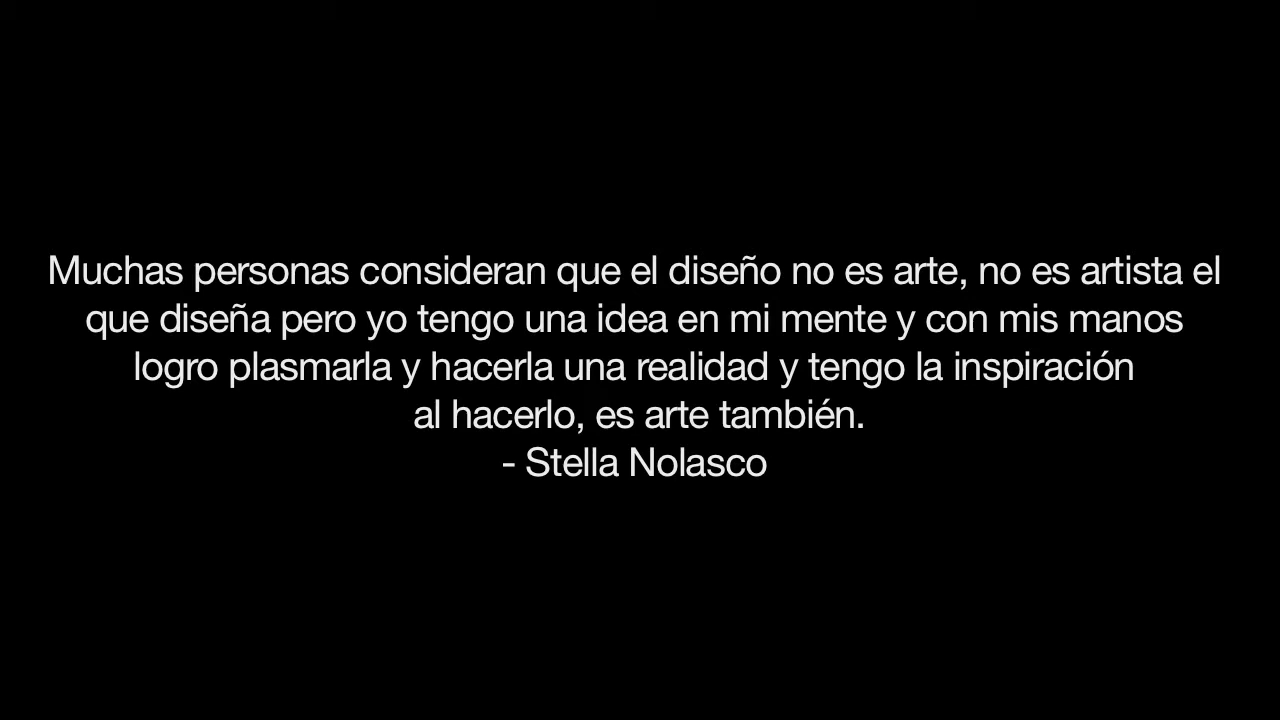 Muchas personas consideran que el diseño no es arte, no es artista el
que diseña pero yo tengo una idea en mi mente y con mis manos
logro plasmarla y hacerla una realidad y tengo la inspiración
al hacerlo, es arte también.
- Stella Nolasco